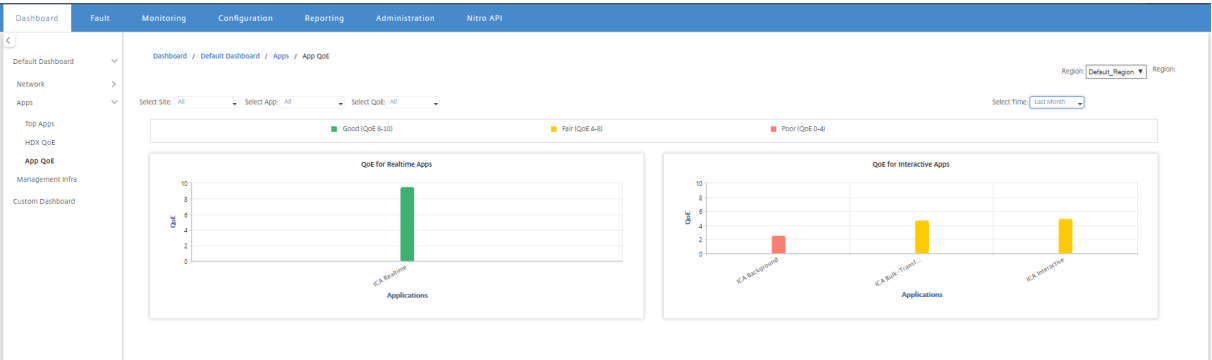 Dashboard Fault Monitoring Configuration Reporting Administration Nitro API
Default Dashboard
Network
Apps
Top Apps
HDX QoE
App QoE
Management Infra
Custom Dashboard
Dashboard / Default Dashboard / Apps / App QoE
Region: Default_Region Region:
Select Site: All Select App: All Select QoE: All Select Time: Last Month
Good (QoE 8-10) Fair (QoE 4-8) Poor (QoE 0-4)
QoE for Realtime Apps
10
8
6
4
2
0
QoE
ICA Realtime
Applications
QoE for Interactive Apps
10
8
6
4
2
0
QoE
ICA Background
ICA Bulk-Transf...
ICA Interactive
Applications